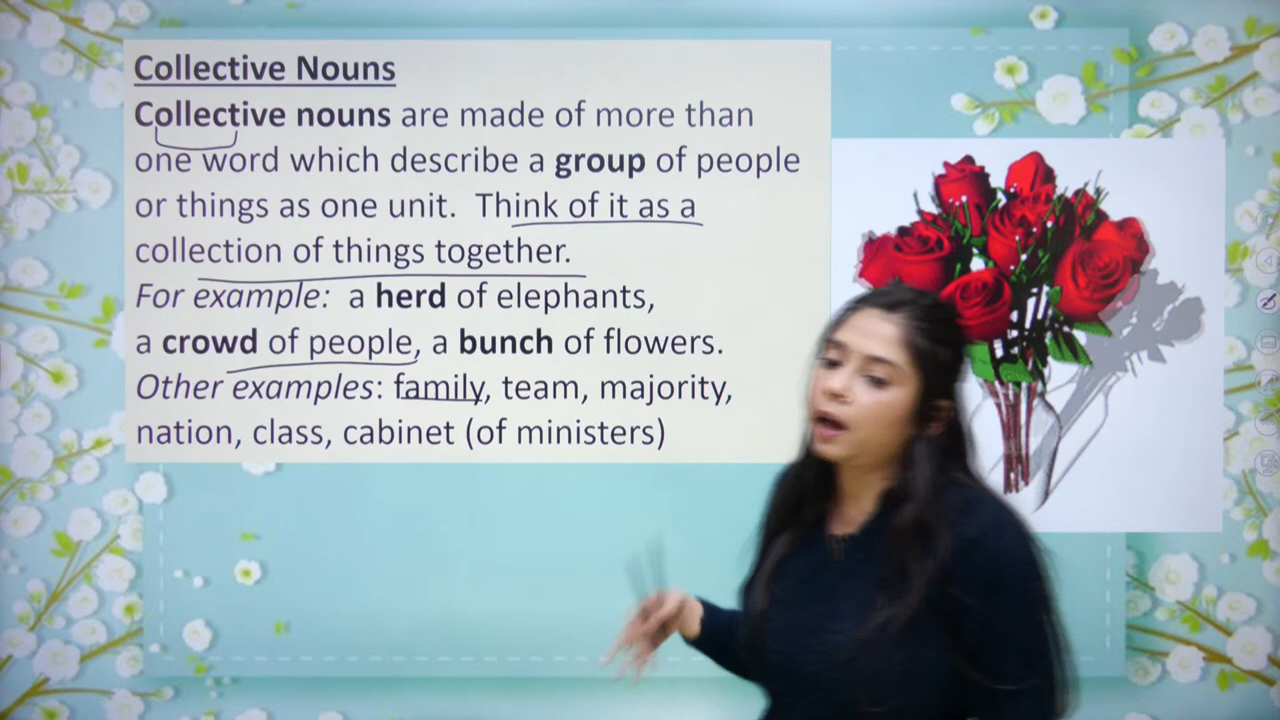 Collective Nouns
Collective nouns are made of more than
one word which describe a group of people
or things as one unit. Think of it as a
collection of things together.
For example: a herd of elephants,
a crowd of people, a bunch of flowers.
Other examples: family, team, majority,
nation, class, cabinet (of ministers)